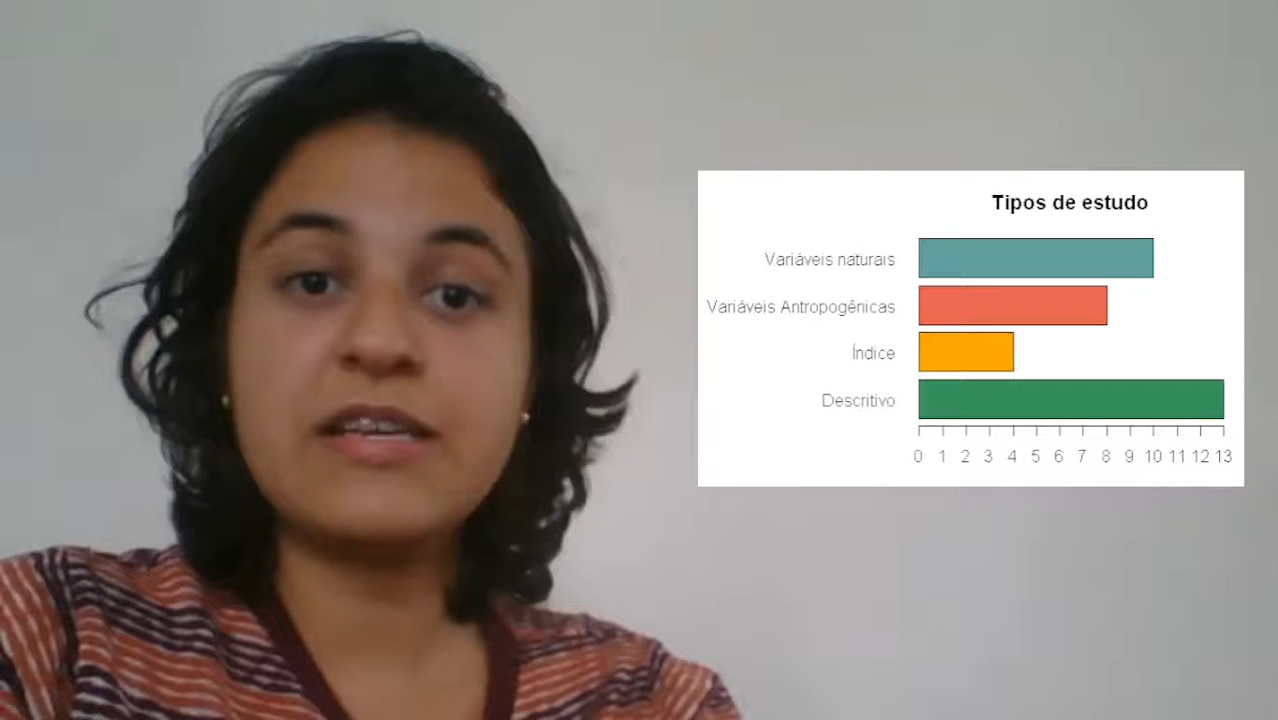 Tipos de estudo
Variáveis naturais
Variáveis Antropogênicas
Índice
Descritivo
0 1 2 3 4 5 6 7 8 9 10 11 12 13